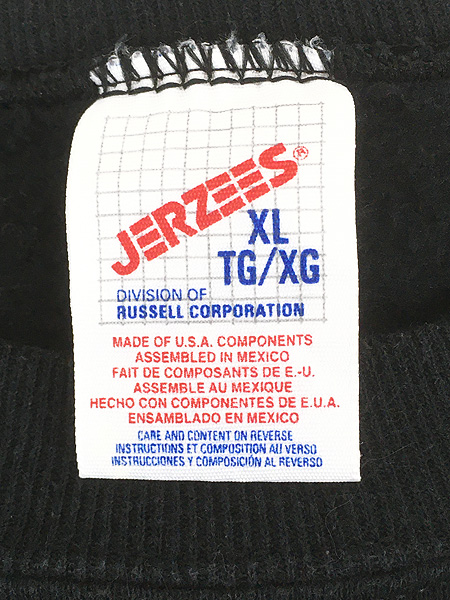 JERZEES®
XL
TG/XG
DIVISION OF
RUSSELL CORPORATION
MADE OF U.S.A. COMPONENTS
ASSEMBLED IN MEXICO
FAIT DE COMPOSANTS DE E.-U.
ASSEMBLE AU MEXIQUE
HECHO CON COMPONENTES DE E.U.A.
ENSAMBLADO EN MEXICO
CARE AND CONTENT ON REVERSE
INSTRUCTIONS ET COMPOSITION AU VERSO
INSTRUCCIONES Y COMPOSICIÓN AL REVERSO